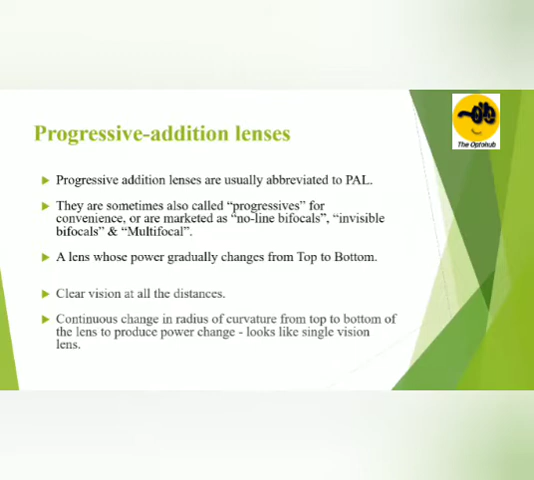 Progressive-addition lenses
The Optohub
Progressive addition lenses are usually abbreviated to PAL.
They are sometimes also called “progressives” for
convenience, or are marketed as “no-line bifocals”, “invisible
bifocals” & “Multifocal”.
A lens whose power gradually changes from Top to Bottom.
Clear vision at all the distances.
Continuous change in radius of curvature from top to bottom of
the lens to produce power change - looks like single vision
lens.